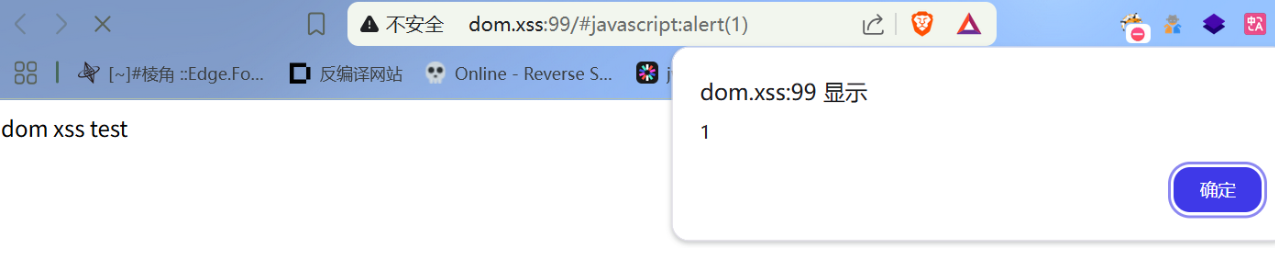 不安全 dom.xss:99/#javascript:alert(1)
[~]#棱角 ::Edge.Fo... 反编译网站 Online - Reverse S...
dom.xss:99 显示
1
dom xss test
确定